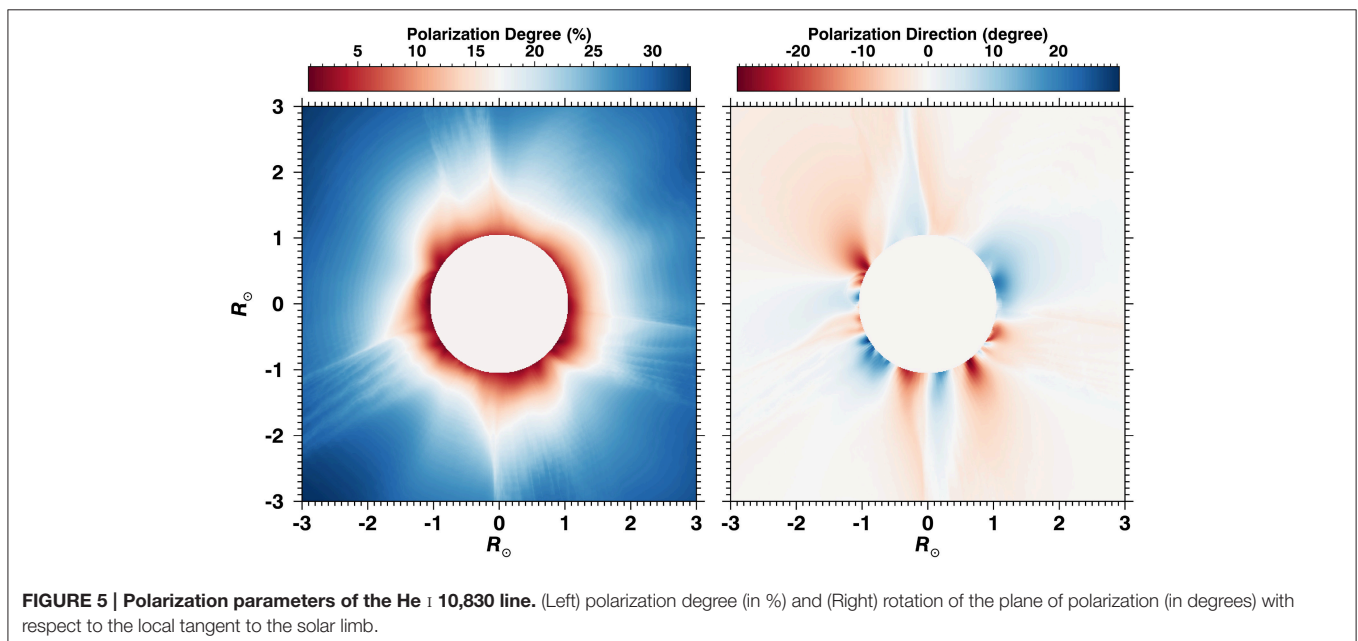 Polarization Degree (%)
5 10 15 20 25 30
Polarization Direction (degree)
-20 -10 0 10 20
3
2
1
0
-1
-2
-3
R☉
-3 -2 -1 0 1 2 3
R☉
-3 -2 -1 0 1 2 3
R☉
FIGURE 5 | Polarization parameters of the He I 10,830 line. (Left) polarization degree (in %) and (Right) rotation of the plane of polarization (in degrees) with
respect to the local tangent to the solar limb.